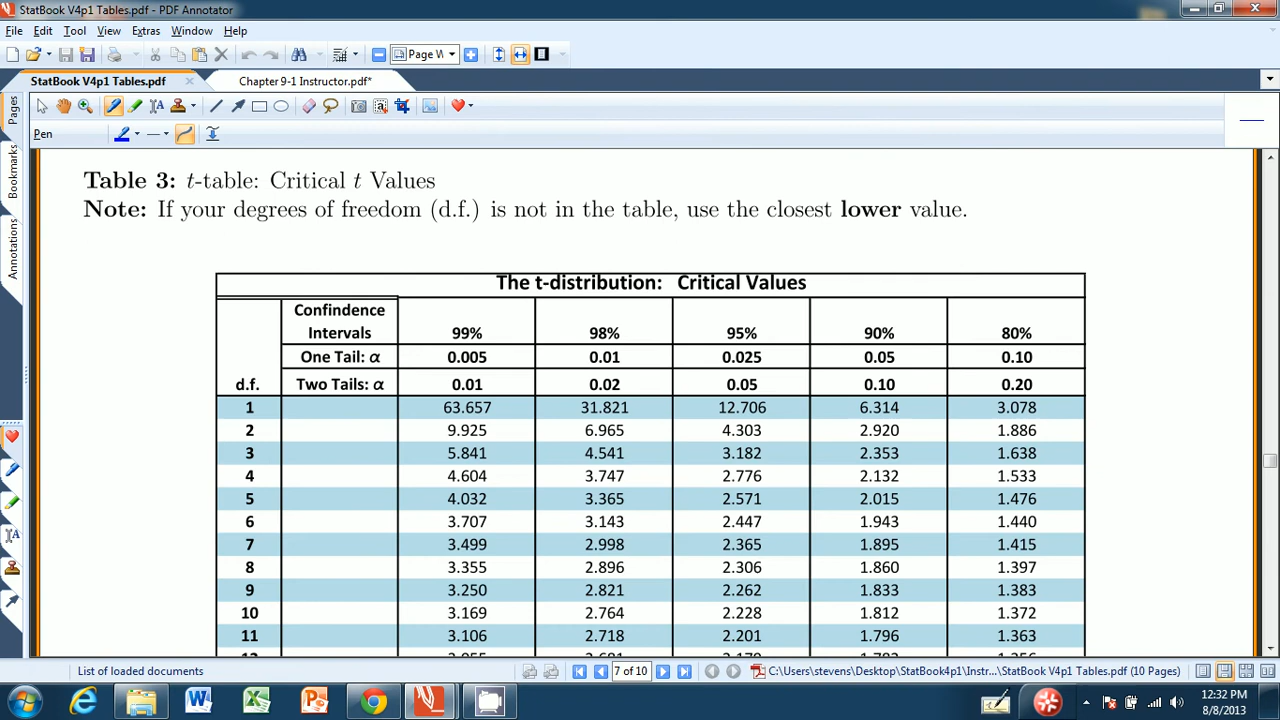 StatBook V4p1 Tables.pdf - PDF Annotator
File Edit Tool View Extras Window Help
Page W
StatBook V4p1 Tables.pdf Chapter 9-1 Instructor.pdf*
Pen
Pages
Bookmarks
Annotations
Table 3: t-table: Critical t Values
Note: If your degrees of freedom (d.f.) is not in the table, use the closest lower value.
The t-distribution: Critical Values
Confindence
Intervals 99% 98% 95% 90% 80%
One Tail: α 0.005 0.01 0.025 0.05 0.10
d.f. Two Tails: α 0.01 0.02 0.05 0.10 0.20
1 63.657 31.821 12.706 6.314 3.078
2 9.925 6.965 4.303 2.920 1.886
3 5.841 4.541 3.182 2.353 1.638
4 4.604 3.747 2.776 2.132 1.533
5 4.032 3.365 2.571 2.015 1.476
6 3.707 3.143 2.447 1.943 1.440
7 3.499 2.998 2.365 1.895 1.415
8 3.355 2.896 2.306 1.860 1.397
9 3.250 2.821 2.262 1.833 1.383
10 3.169 2.764 2.228 1.812 1.372
11 3.106 2.718 2.201 1.796 1.363
List of loaded documents 7 of 10 C:\Users\stevens\Desktop\StatBook4p1\Instr...\StatBook V4p1 Tables.pdf (10 Pages)
12:32 PM
8/8/2013